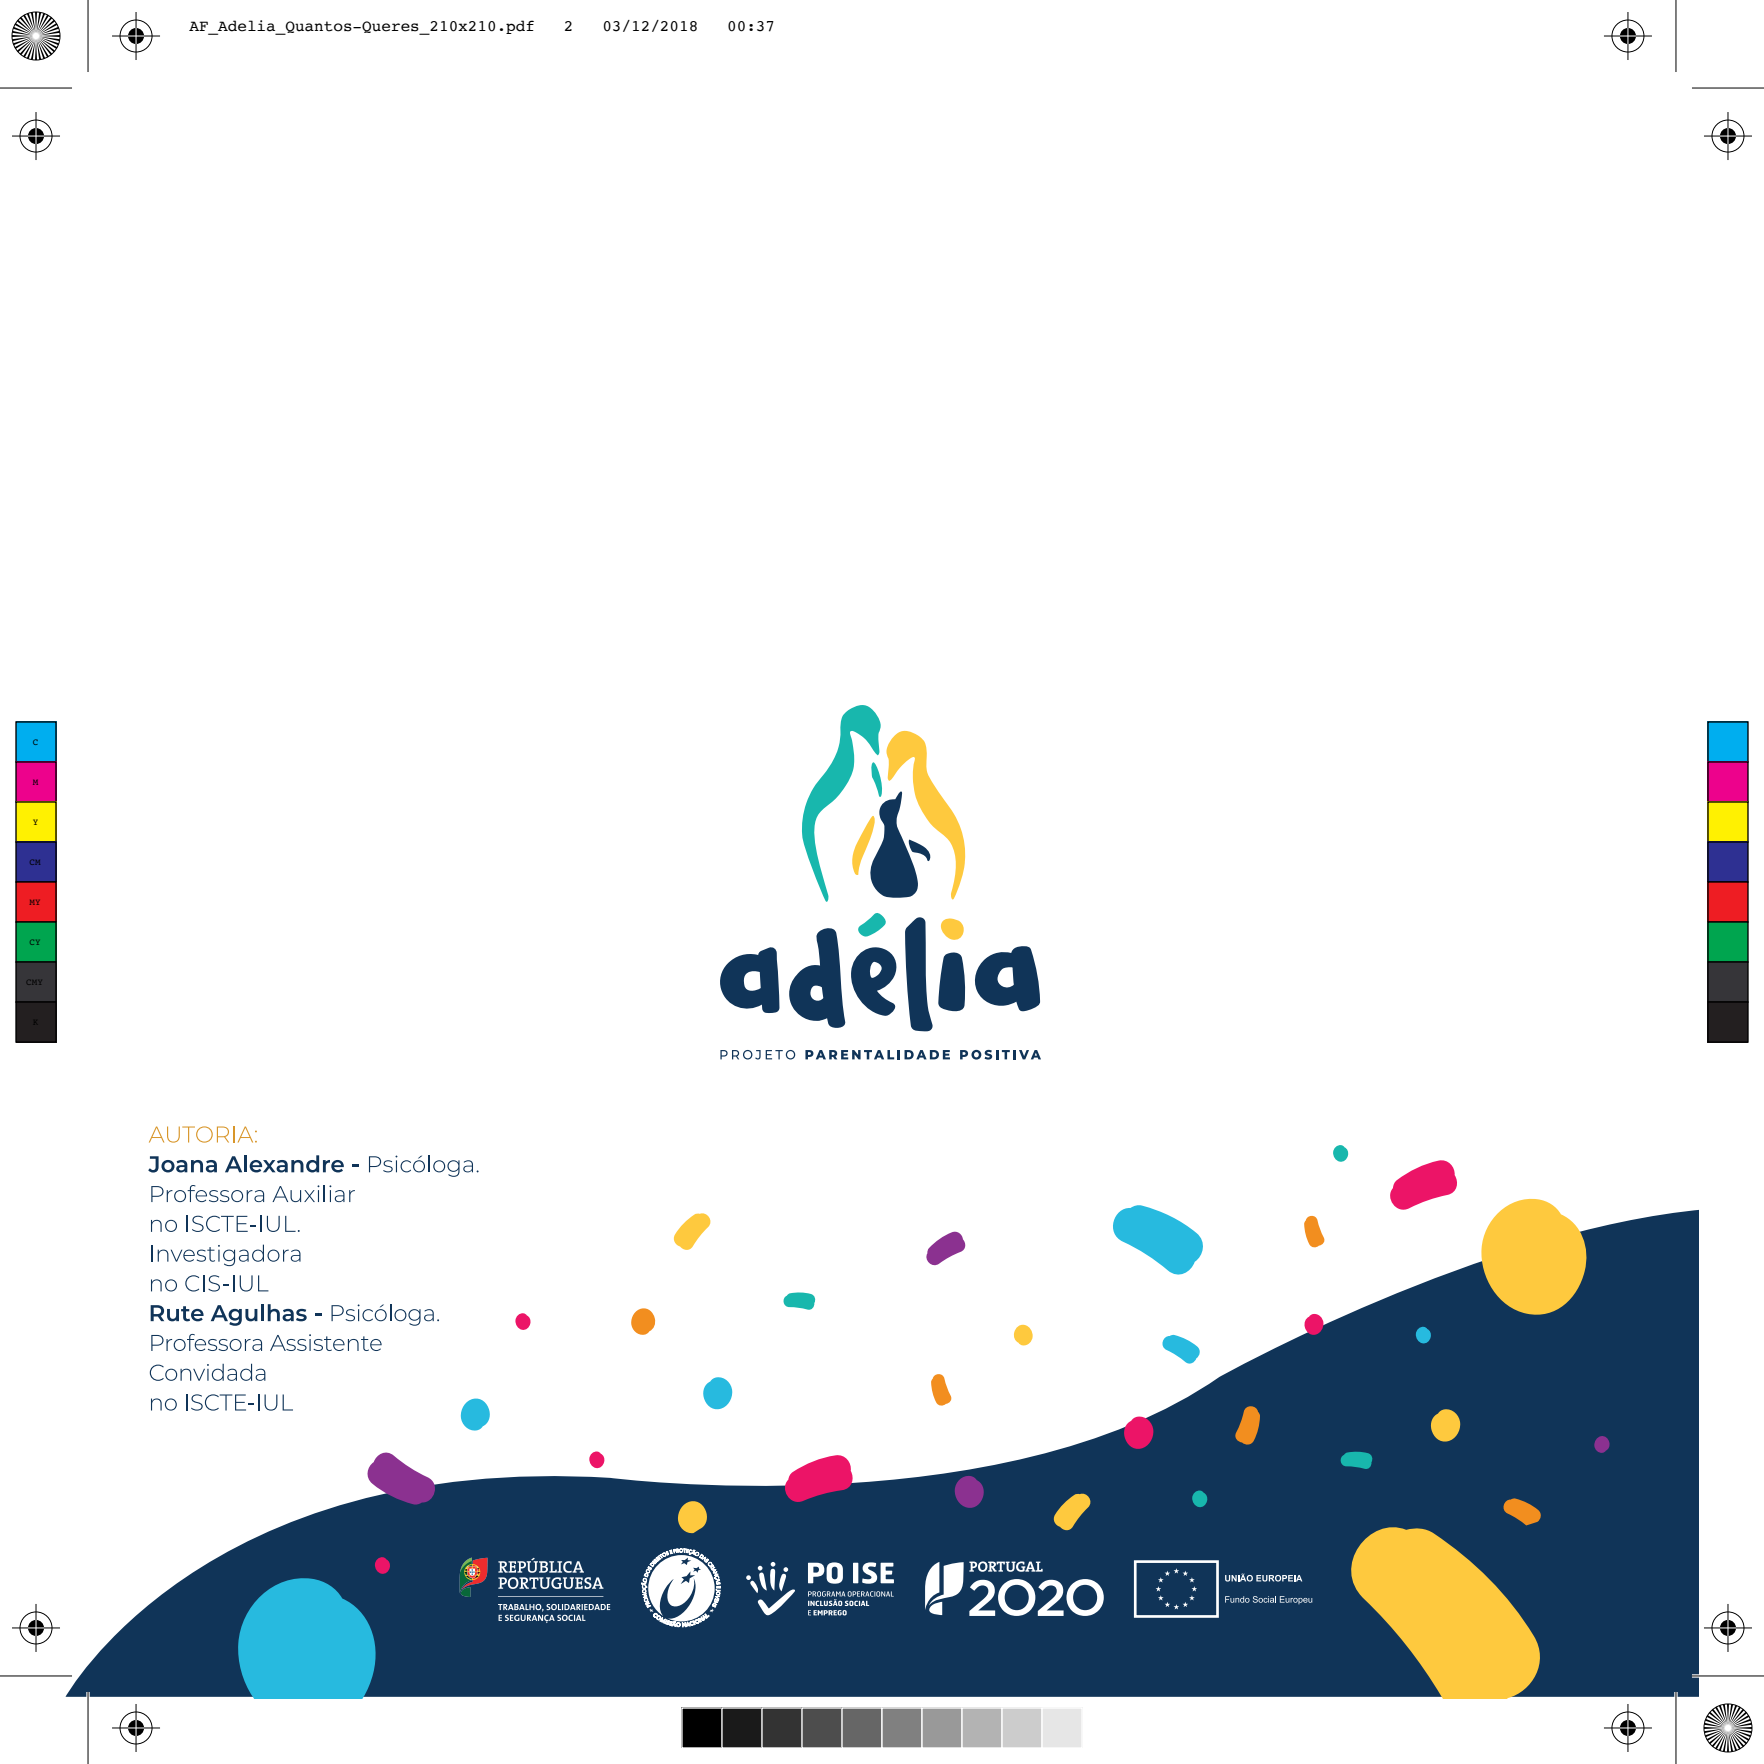 AF_Adelia_Quantos-Queres_210x210.pdf 2 03/12/2018 00:37
C
M
Y
CM
MY
CY
CMY
K
adélia
PROJETO PARENTALIDADE POSITIVA
AUTORIA:
Joana Alexandre - Psicóloga.
Professora Auxiliar
no ISCTE-IUL.
Investigadora
no CIS-IUL
Rute Agulhas - Psicóloga.
Professora Assistente
Convidada
no ISCTE-IUL
REPÚBLICA
PORTUGUESA
TRABALHO, SOLIDARIEDADE
E SEGURANÇA SOCIAL
COMISSÃO NACIONAL
PO ISE
PROGRAMA OPERACIONAL
INCLUSÃO SOCIAL
E EMPREGO
PORTUGAL
2020
UNIÃO EUROPEIA
Fundo Social Europeu